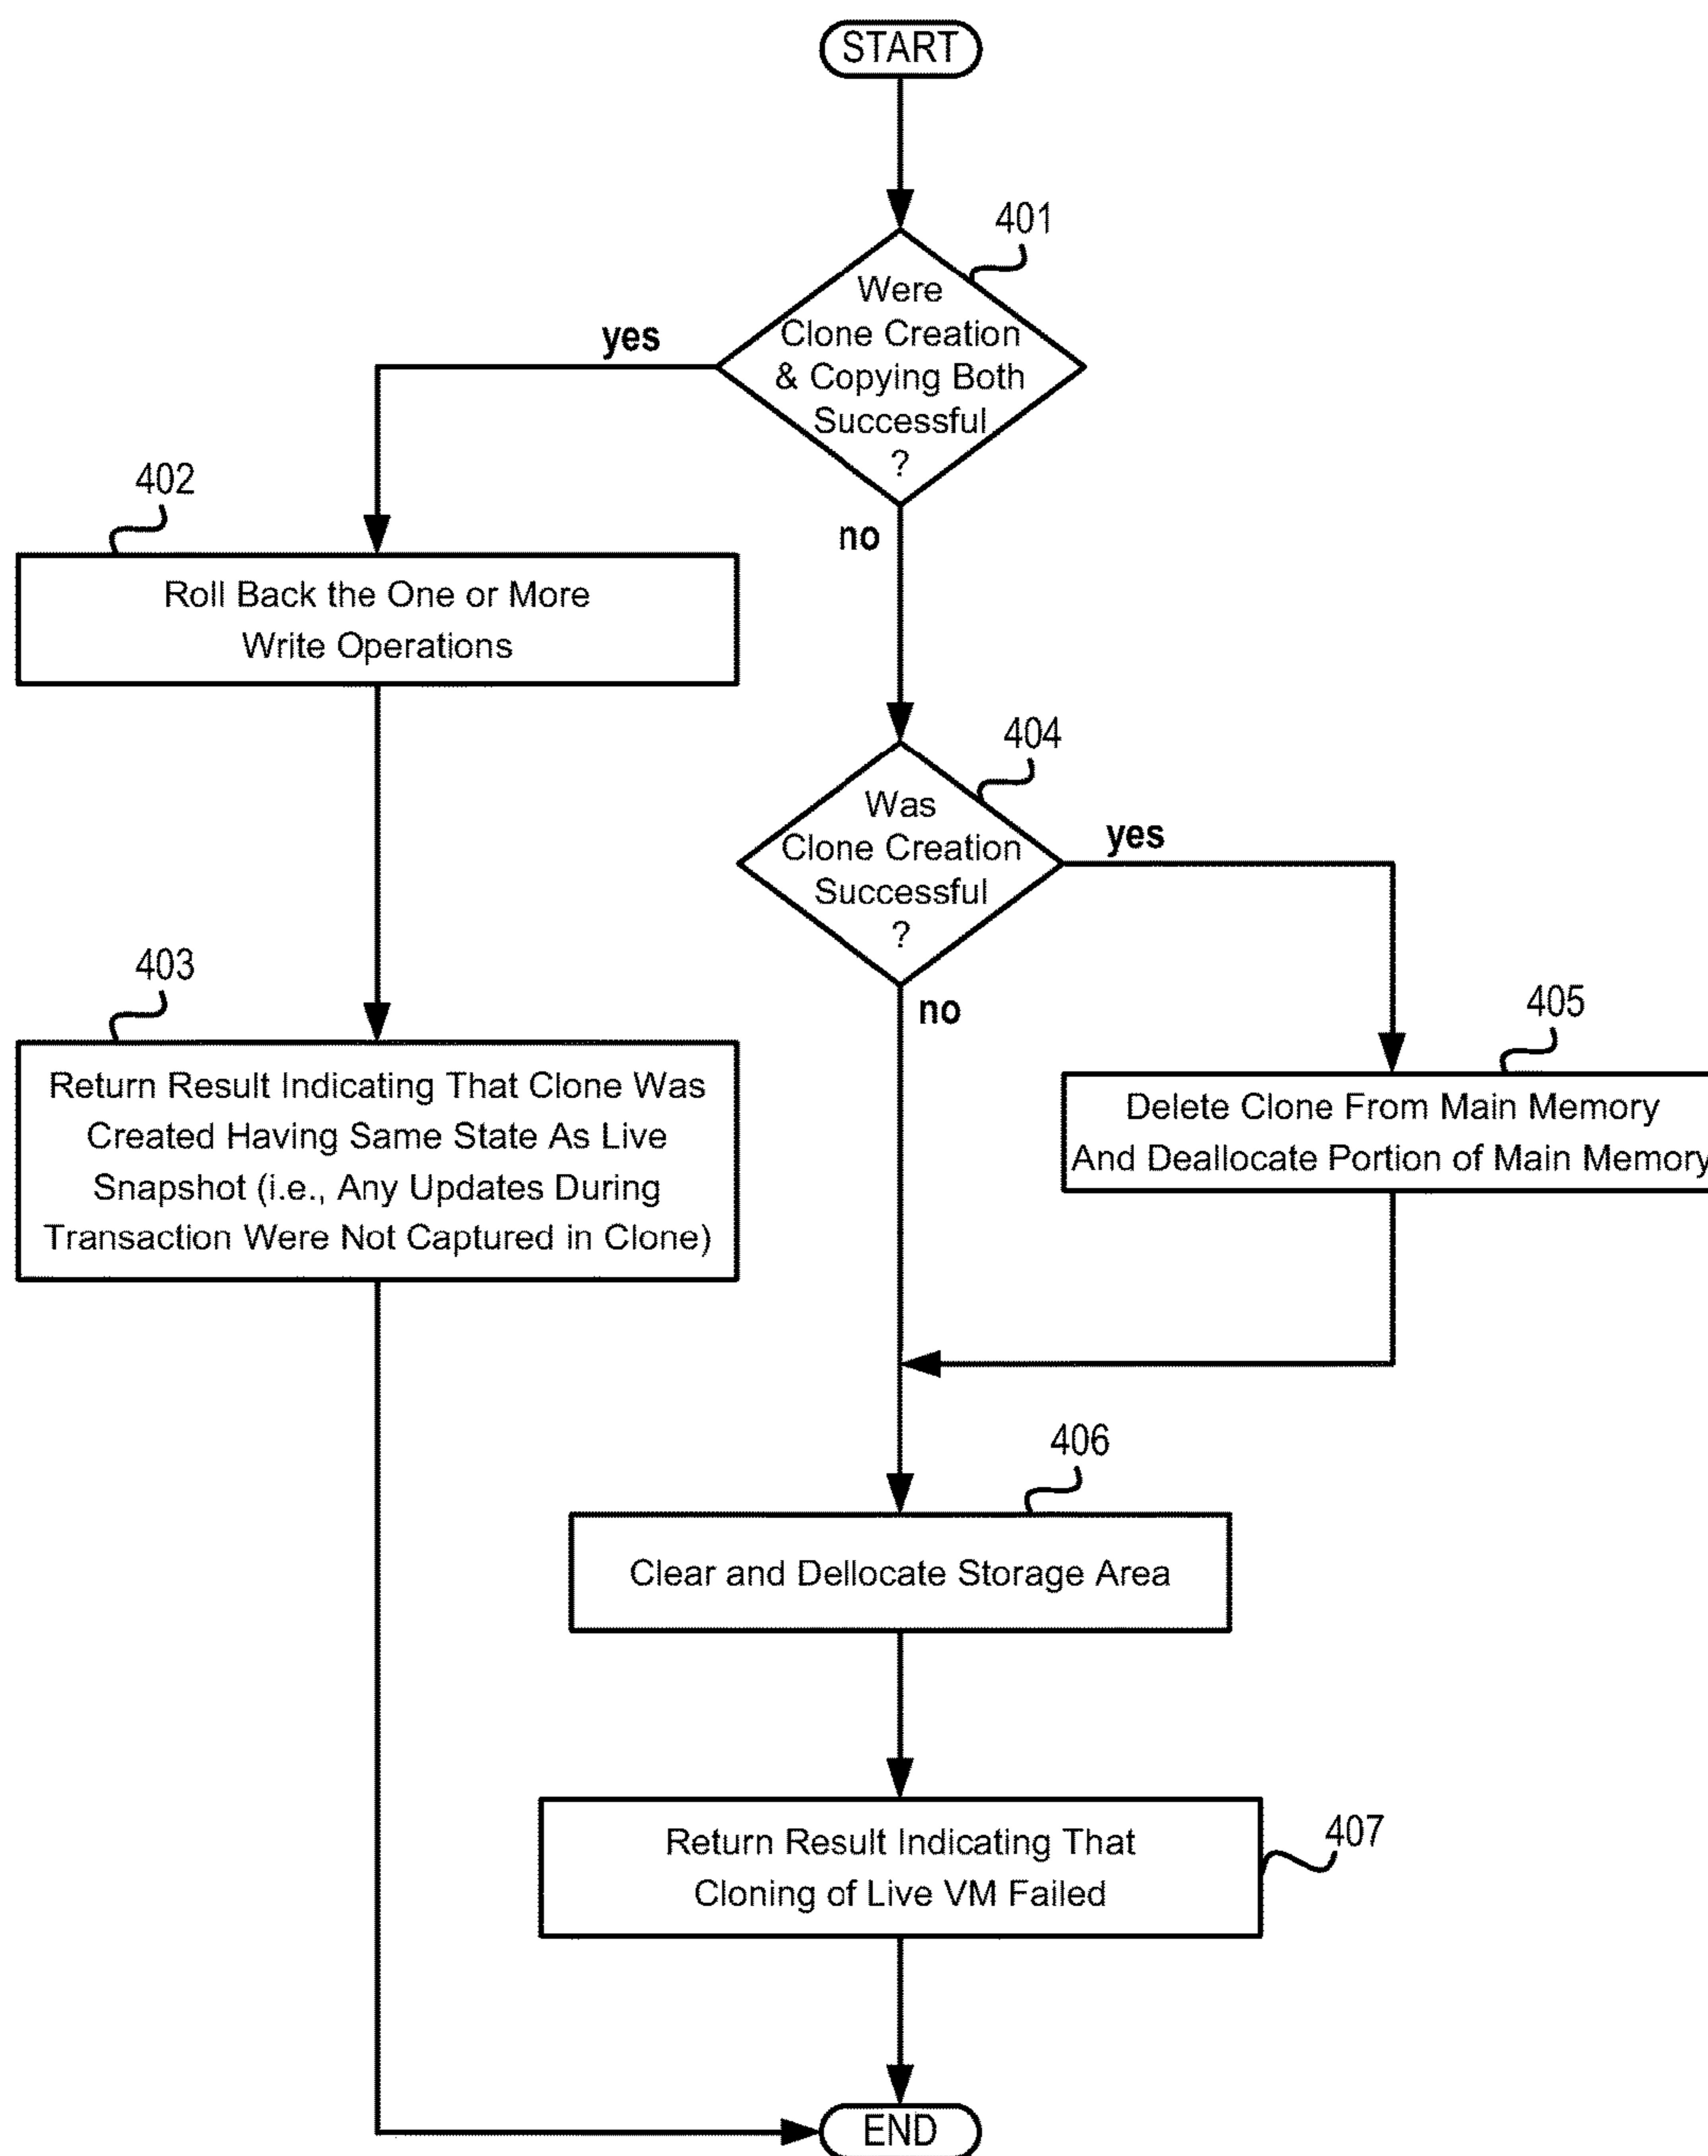 START
401
Were
Clone Creation
& Copying Both
Successful
?
yes
no
402
Roll Back the One or More
Write Operations
404
Was
Clone Creation
Successful
?
yes
no
403
Return Result Indicating That Clone Was
Created Having Same State As Live
Snapshot (i.e., Any Updates During
Transaction Were Not Captured in Clone)
405
Delete Clone From Main Memory
And Deallocate Portion of Main Memory
406
Clear and Dellocate Storage Area
407
Return Result Indicating That
Cloning of Live VM Failed
END